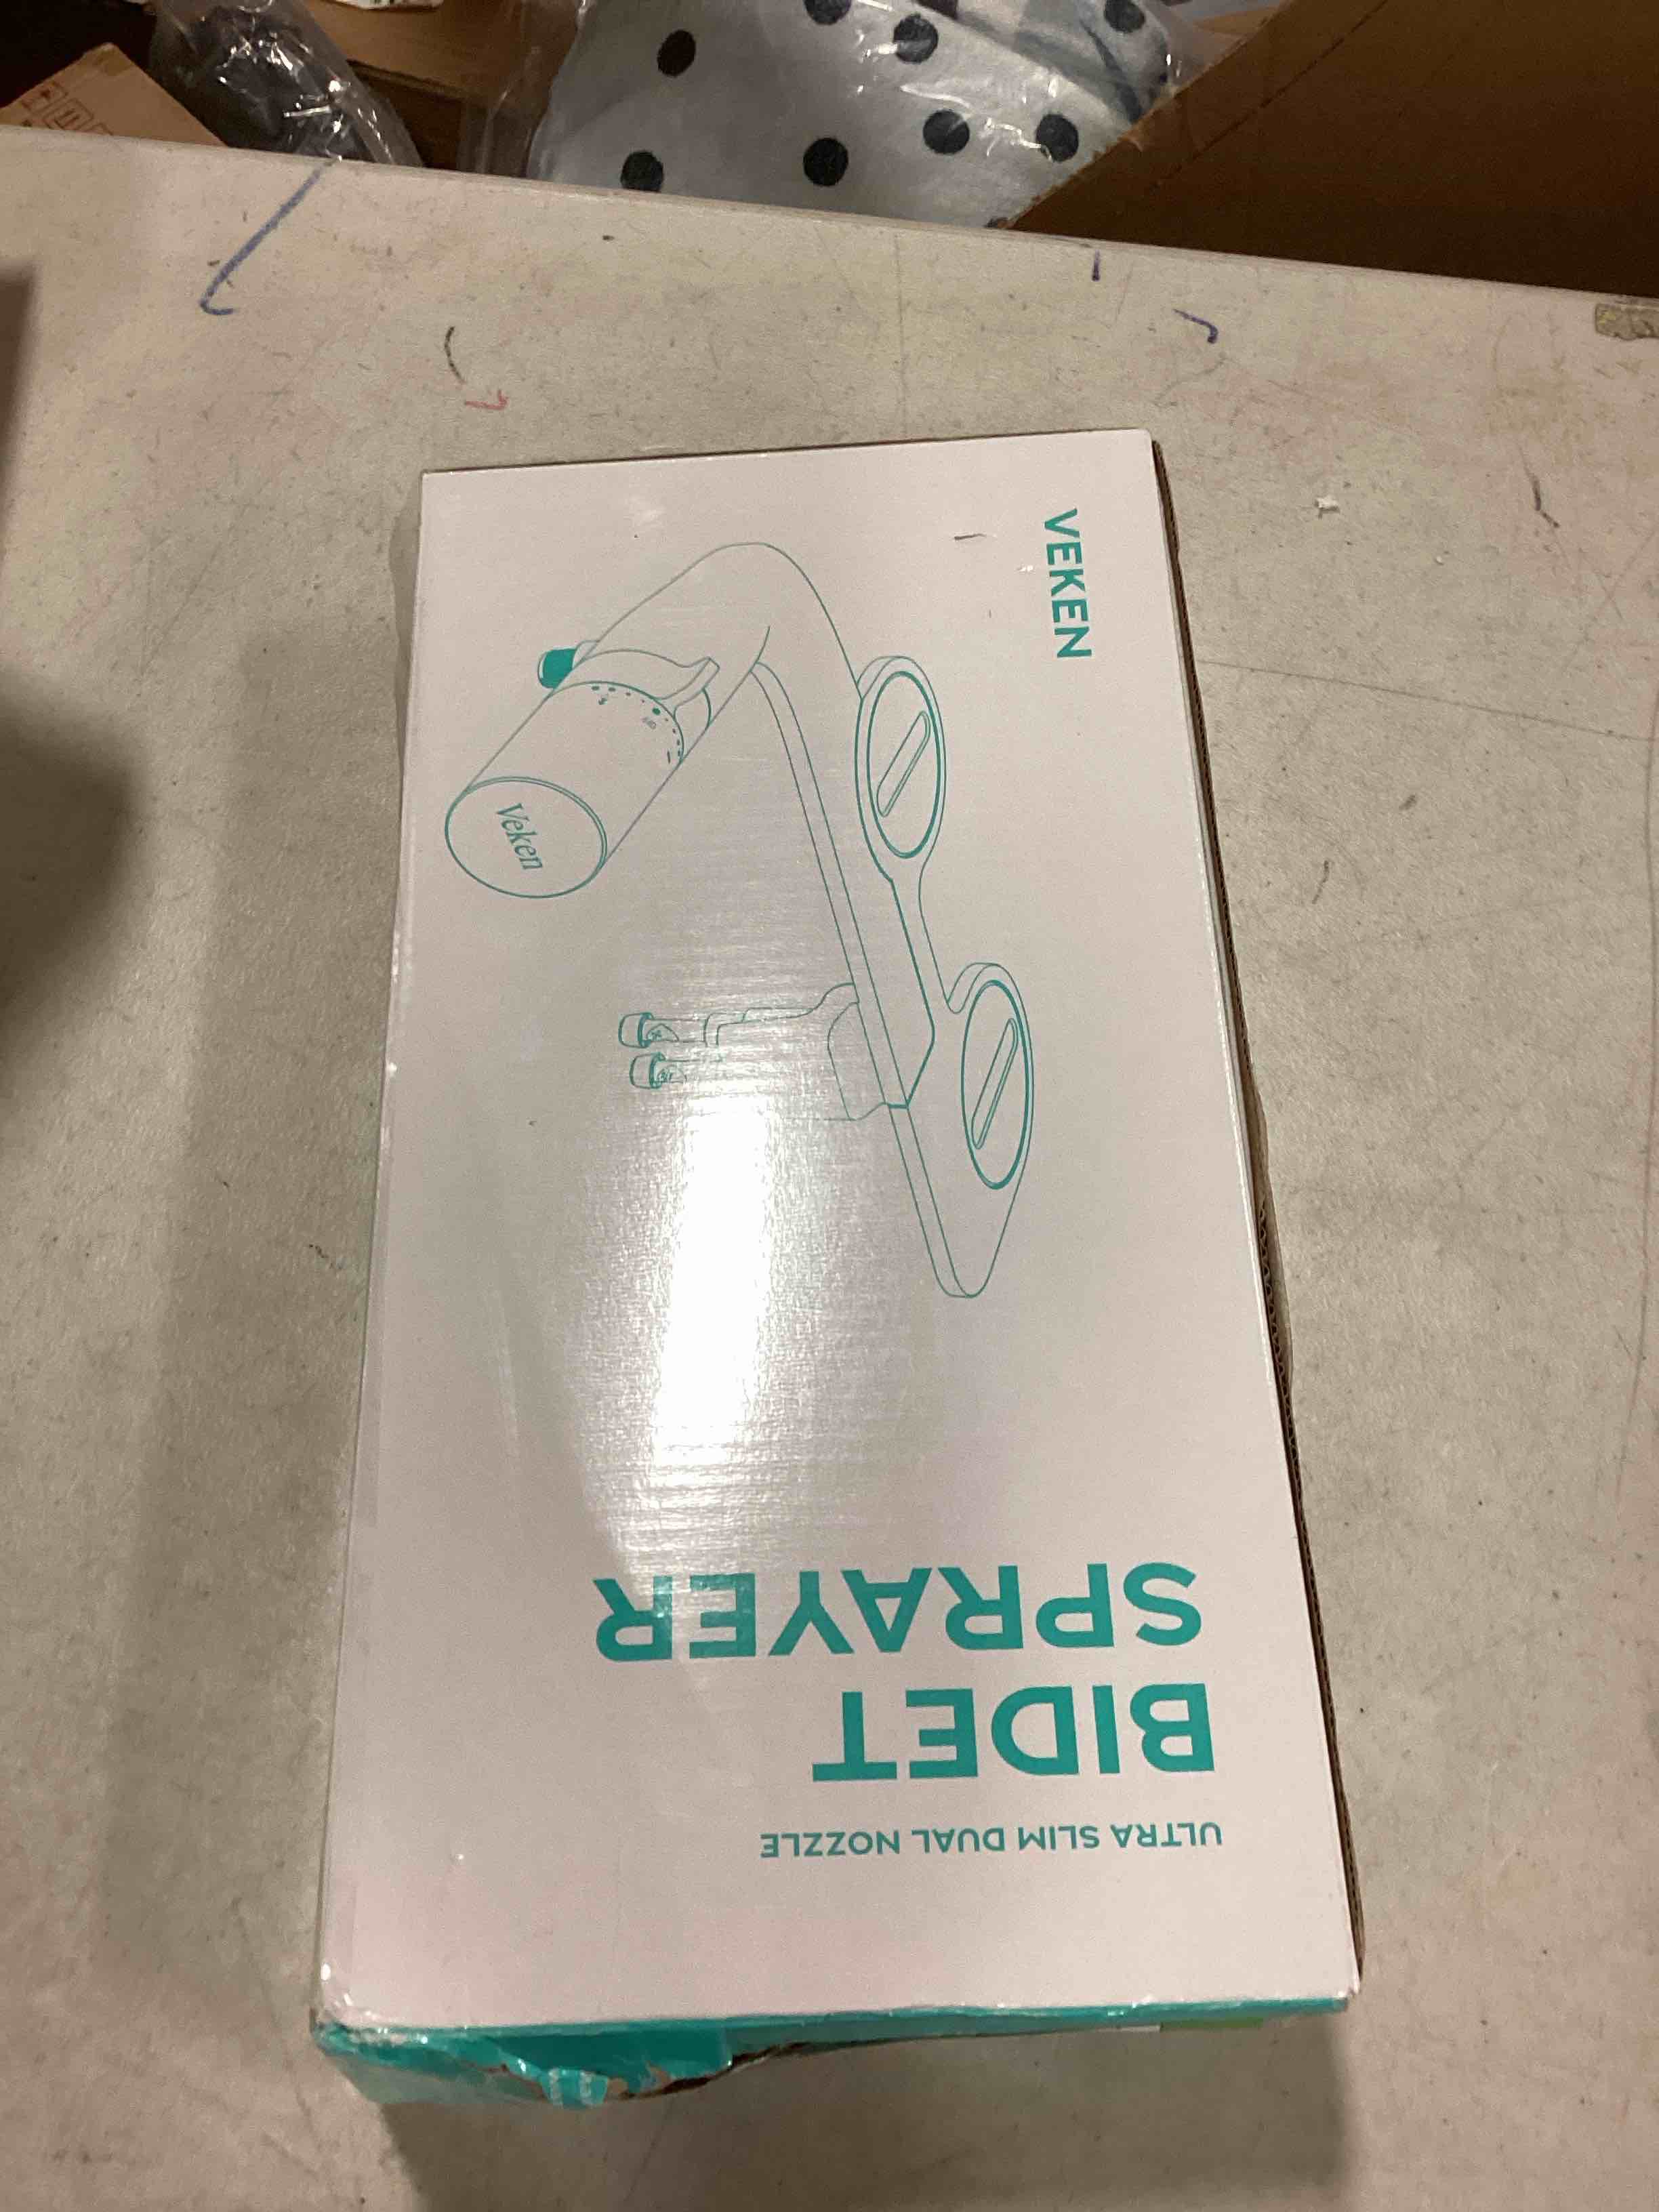 ULTRA SLIM DUAL NOZZLE
BIDET
SPRAYER
VEKEN
Veken